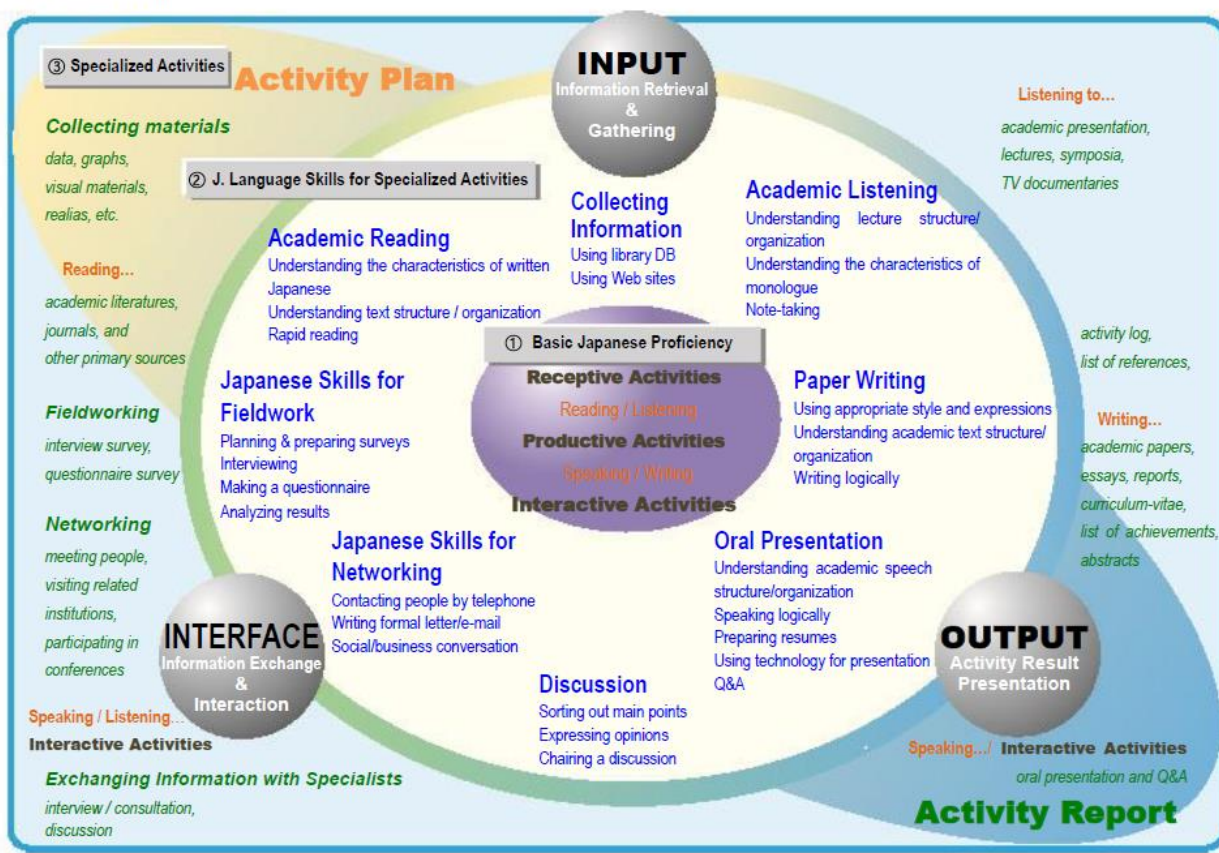 ③ Specialized Activities
Activity Plan
INPUT
Information Retrieval
&
Gathering
Collecting materials
data, graphs,
visual materials,
realias, etc.
Reading...
academic literatures,
journals, and
other primary sources
Fieldworking
interview survey,
questionnaire survey
Networking
meeting people,
visiting related
institutions,
participating in
conferences
INTERFACE
Information Exchange
&
Interaction
Speaking / Listening...
Interactive Activities
Exchanging Information with Specialists
interview / consultation,
discussion
② J. Language Skills for Specialized Activities
Academic Reading
Understanding the characteristics of written
Japanese
Understanding text structure / organization
Rapid reading
Collecting
Information
Using library DB
Using Web sites
Academic Listening
Understanding lecture structure/
organization
Understanding the characteristics of
monologue
Note-taking
① Basic Japanese Proficiency
Receptive Activities
Reading / Listening
Productive Activities
Speaking / Writing
Interactive Activities
Japanese Skills for
Fieldwork
Planning & preparing surveys
Interviewing
Making a questionnaire
Analyzing results
Paper Writing
Using appropriate style and expressions
Understanding academic text structure/
organization
Writing logically
Japanese Skills for
Networking
Contacting people by telephone
Writing formal letter/e-mail
Social/business conversation
Oral Presentation
Understanding academic speech
structure/organization
Speaking logically
Preparing resumes
Using technology for presentation
Q&A
Discussion
Sorting out main points
Expressing opinions
Chairing a discussion
Listening to...
academic presentation,
lectures, symposia,
TV documentaries
activity log,
list of references,
Writing...
academic papers,
essays, reports,
curriculum-vitae,
list of achievements,
abstracts
OUTPUT
Activity Result
Presentation
Speaking.../ Interactive Activities
oral presentation and Q&A
Activity Report